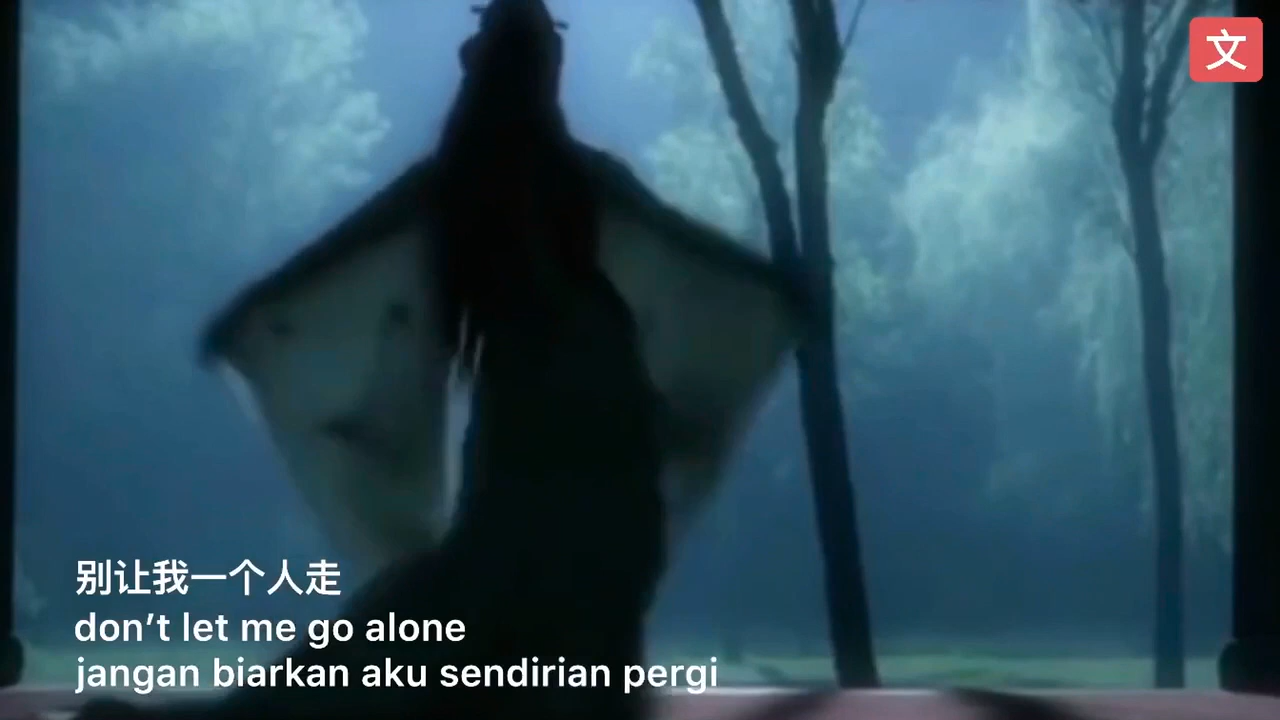 文
别让我一个人走
don’t let me go alone
jangan biarkan aku sendirian pergi